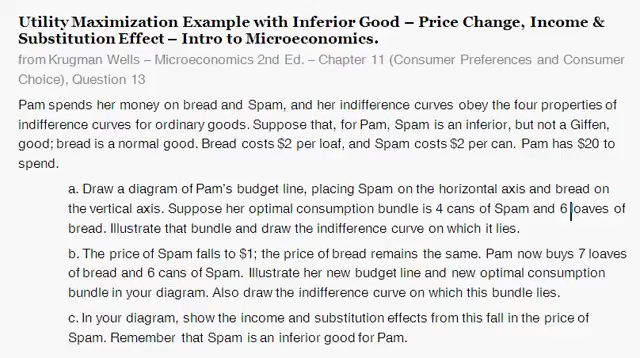 Utility Maximization Example with Inferior Good – Price Change, Income &
Substitution Effect – Intro to Microeconomics.
from Krugman Wells – Microeconomics 2nd Ed. – Chapter 11 (Consumer Preferences and Consumer
Choice), Question 13
Pam spends her money on bread and Spam, and her indifference curves obey the four properties of
indifference curves for ordinary goods. Suppose that, for Pam, Spam is an inferior, but not a Giffen,
good; bread is a normal good. Bread costs $2 per loaf, and Spam costs $2 per can. Pam has $20 to
spend.
a. Draw a diagram of Pam's budget line, placing Spam on the horizontal axis and bread on
the vertical axis. Suppose her optimal consumption bundle is 4 cans of Spam and 6 loaves of
bread. Illustrate that bundle and draw the indifference curve on which it lies.
b. The price of Spam falls to $1; the price of bread remains the same. Pam now buys 7 loaves
of bread and 6 cans of Spam. Illustrate her new budget line and new optimal consumption
bundle in your diagram. Also draw the indifference curve on which this bundle lies.
c. In your diagram, show the income and substitution effects from this fall in the price of
Spam. Remember that Spam is an inferior good for Pam.